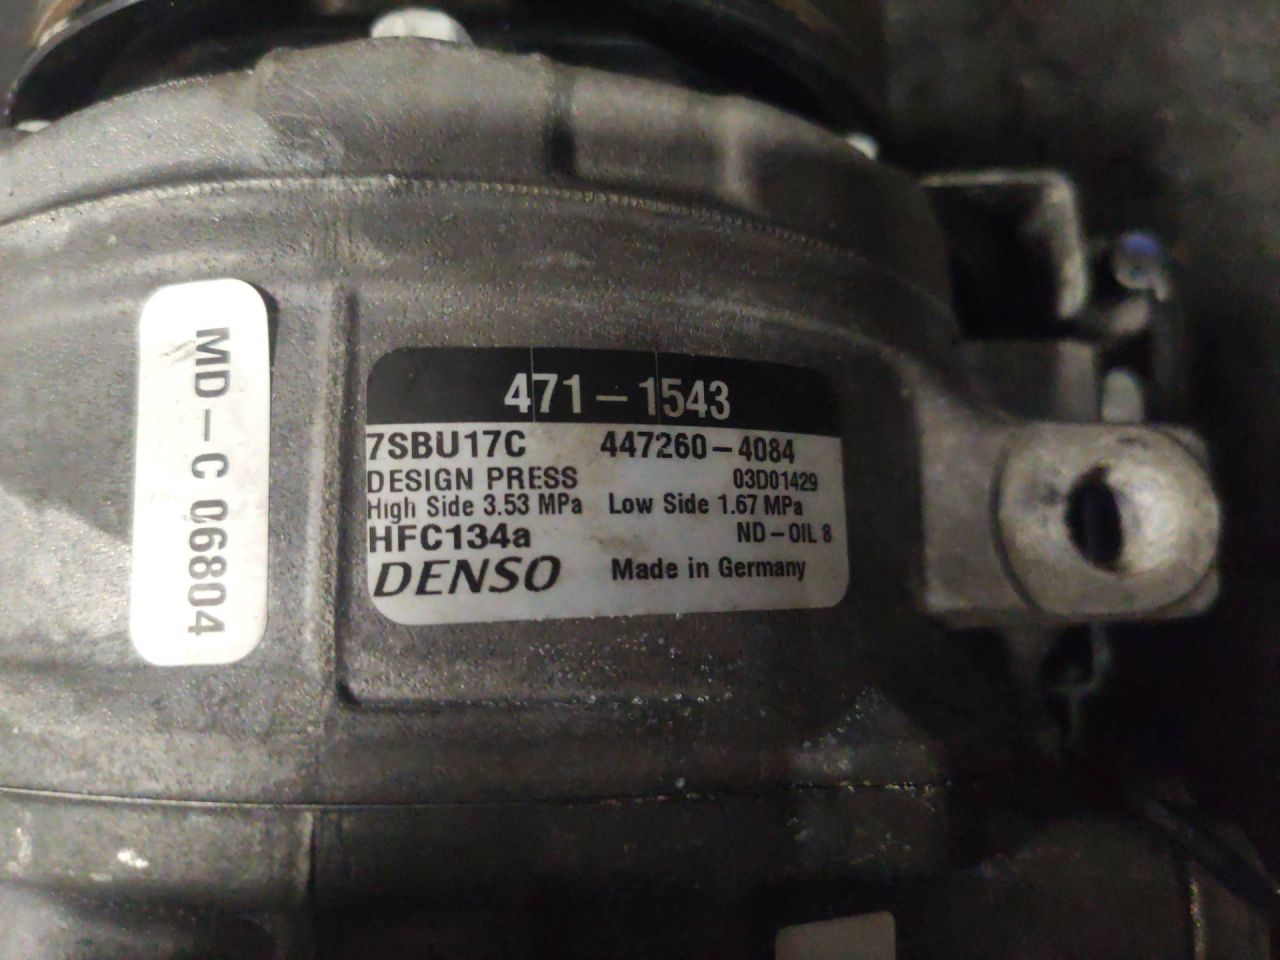 MD-C 06804
471-1543
7SBU17C 447260-4084
DESIGN PRESS 03D01429
High Side 3.53 MPa Low Side 1.67 MPa
HFC134a ND-OIL 8
DENSO Made in Germany